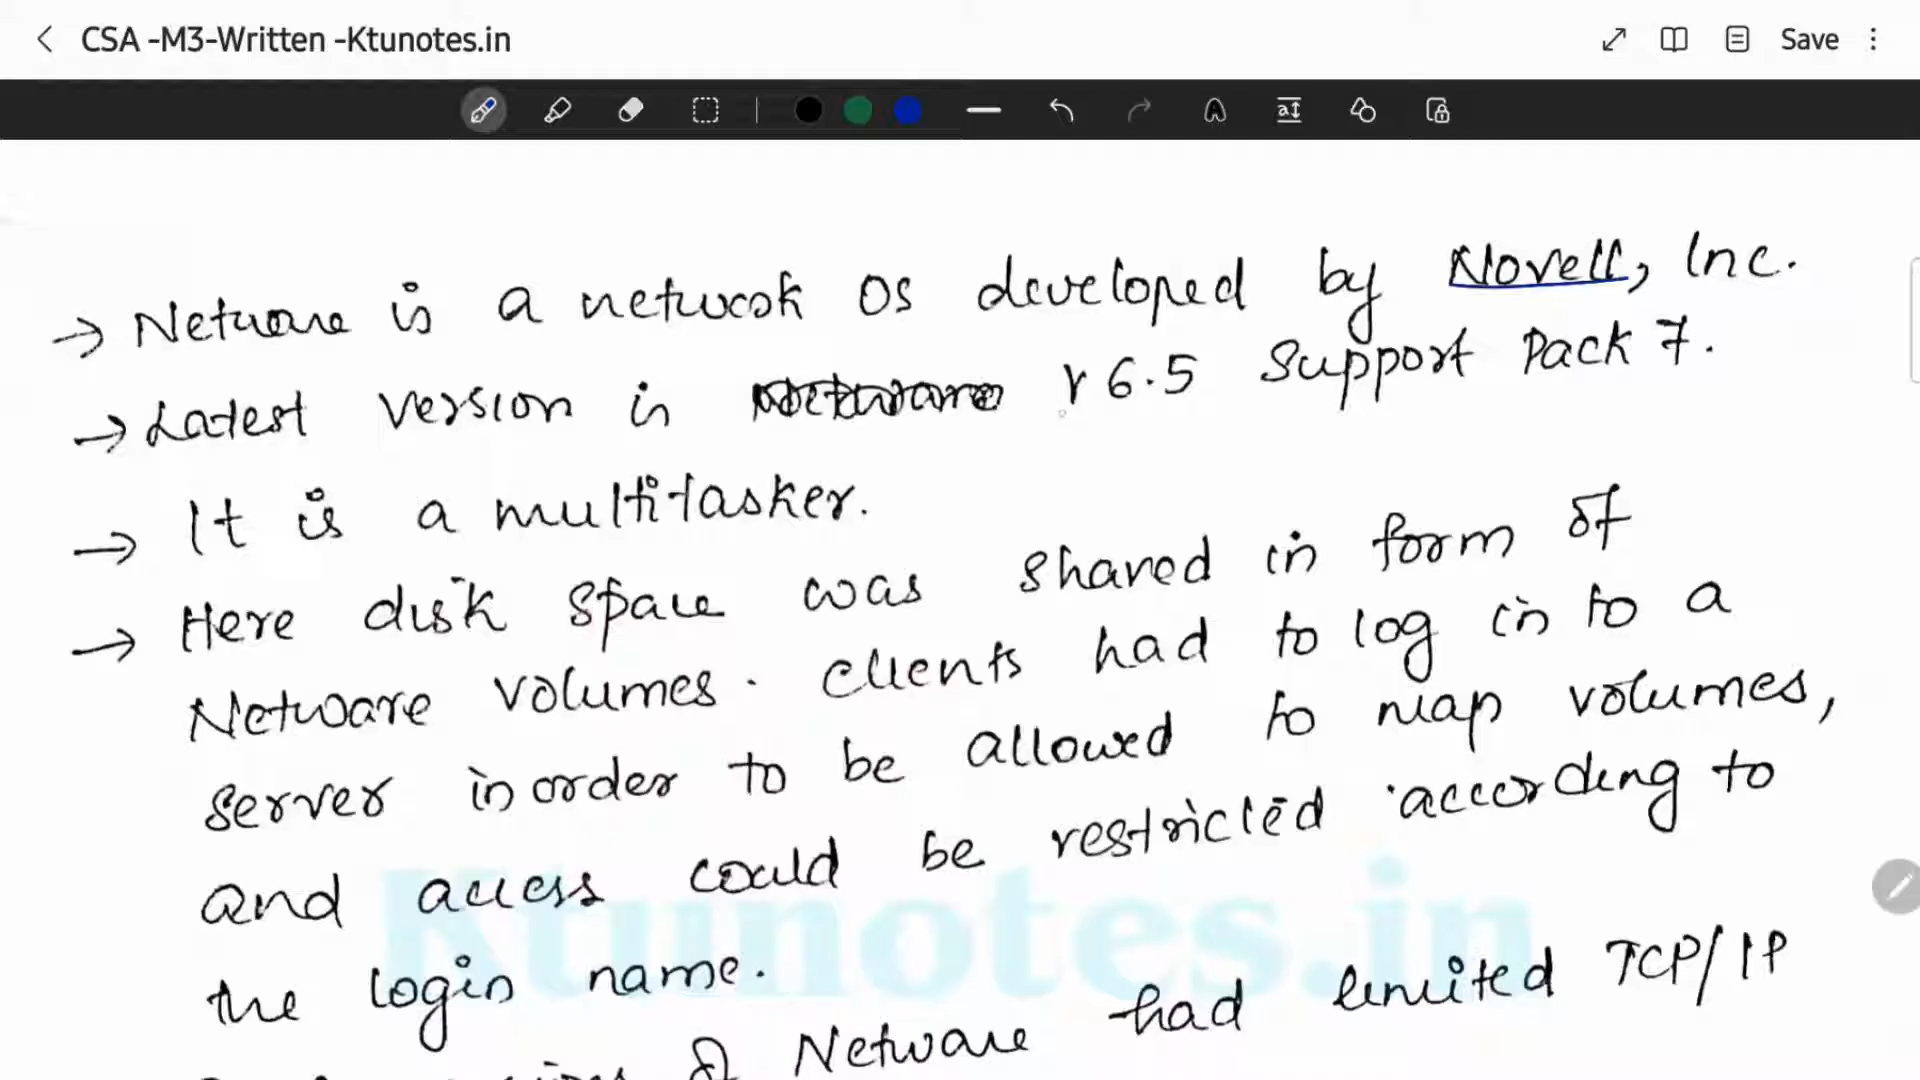 CSA -M3-Written -Ktunotes.in
Save
→ Netware is a network OS developed by Novell, Inc.
→ Latest version is r 6.5 Support Pack 7.
→ It is a multitasker.
→ Here disk space was shared in form of
Netware volumes. Clients had to log in to a
server in order to be allowed to map volumes,
and access could be restricted according to
the login name.
Netware had limited TCP/IP
Ktunotes.in